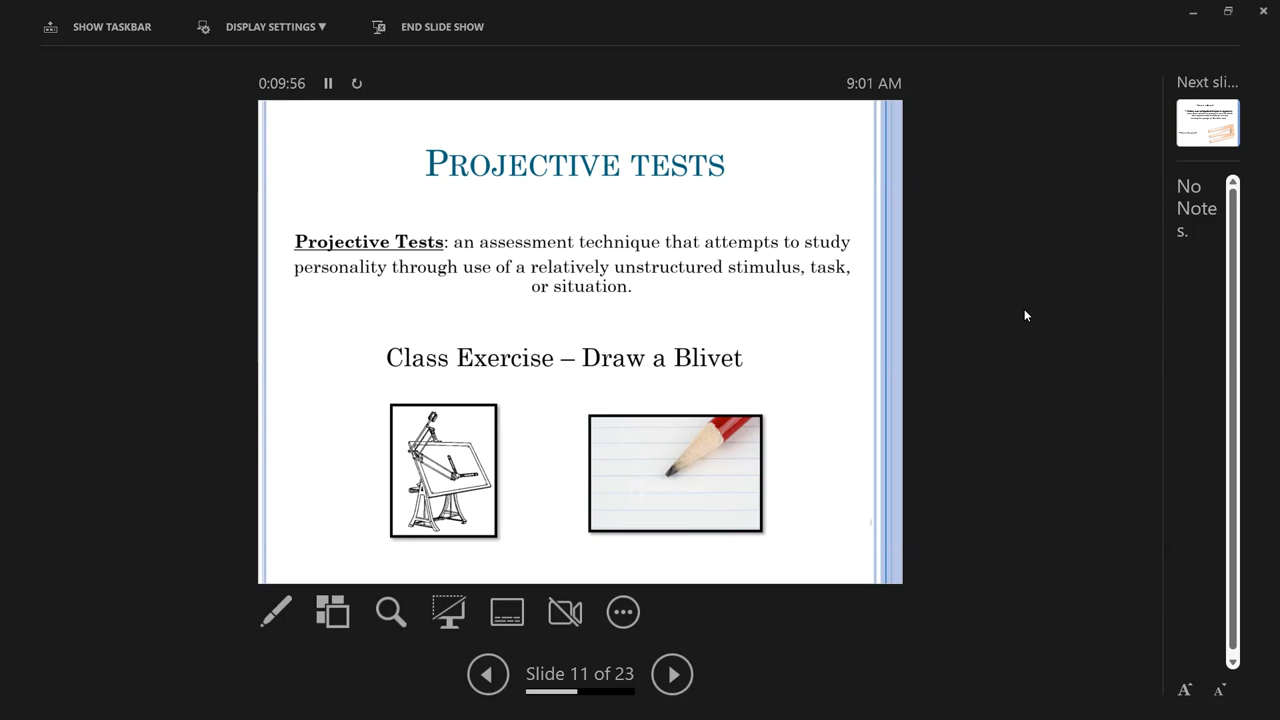 SHOW TASKBAR
DISPLAY SETTINGS ▼
END SLIDE SHOW
0:09:56
9:01 AM
PROJECTIVE TESTS
Projective Tests: an assessment technique that attempts to study
personality through use of a relatively unstructured stimulus, task,
or situation.
Class Exercise – Draw a Blivet
Slide 11 of 23
Next sli...
No
Note
s.
A
A